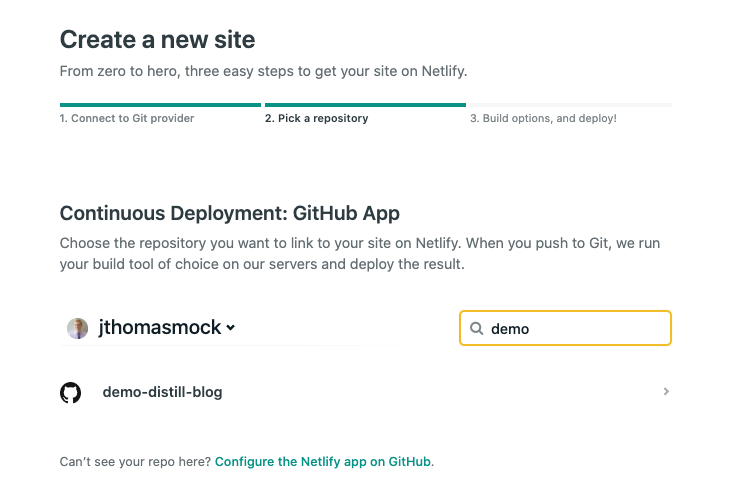 Create a new site
From zero to hero, three easy steps to get your site on Netlify.
1. Connect to Git provider
2. Pick a repository
3. Build options, and deploy!
Continuous Deployment: GitHub App
Choose the repository you want to link to your site on Netlify. When you push to Git, we run
your build tool of choice on our servers and deploy the result.
jthomasmock
demo
demo-distill-blog
Can't see your repo here? Configure the Netlify app on GitHub.